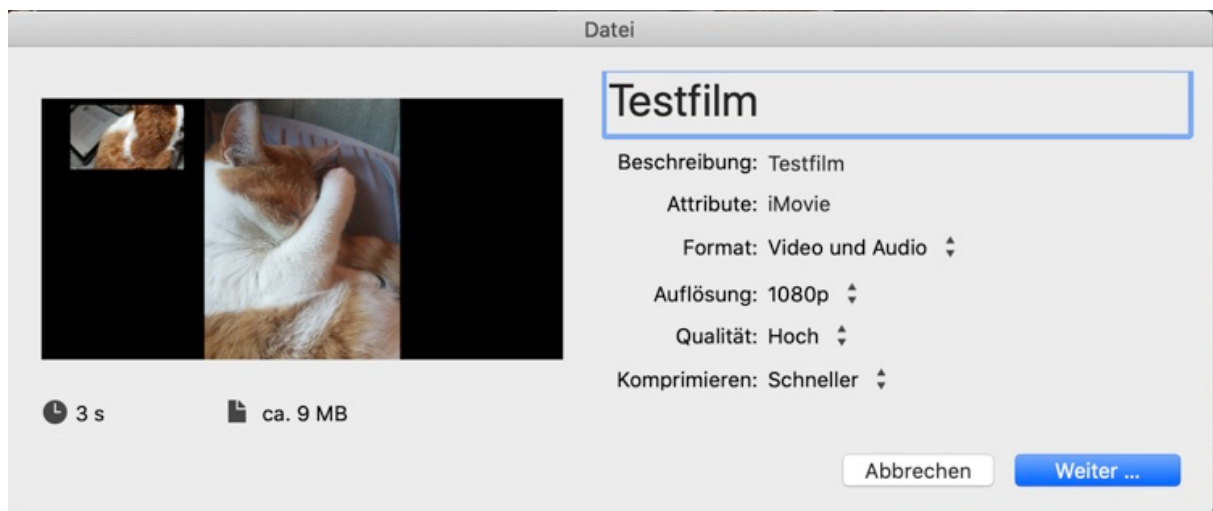 Datei
Testfilm
Beschreibung: Testfilm
Attribute: iMovie
Format: Video und Audio
Auflösung: 1080p
Qualität: Hoch
Komprimieren: Schneller
3 s ca. 9 MB
Abbrechen Weiter ...